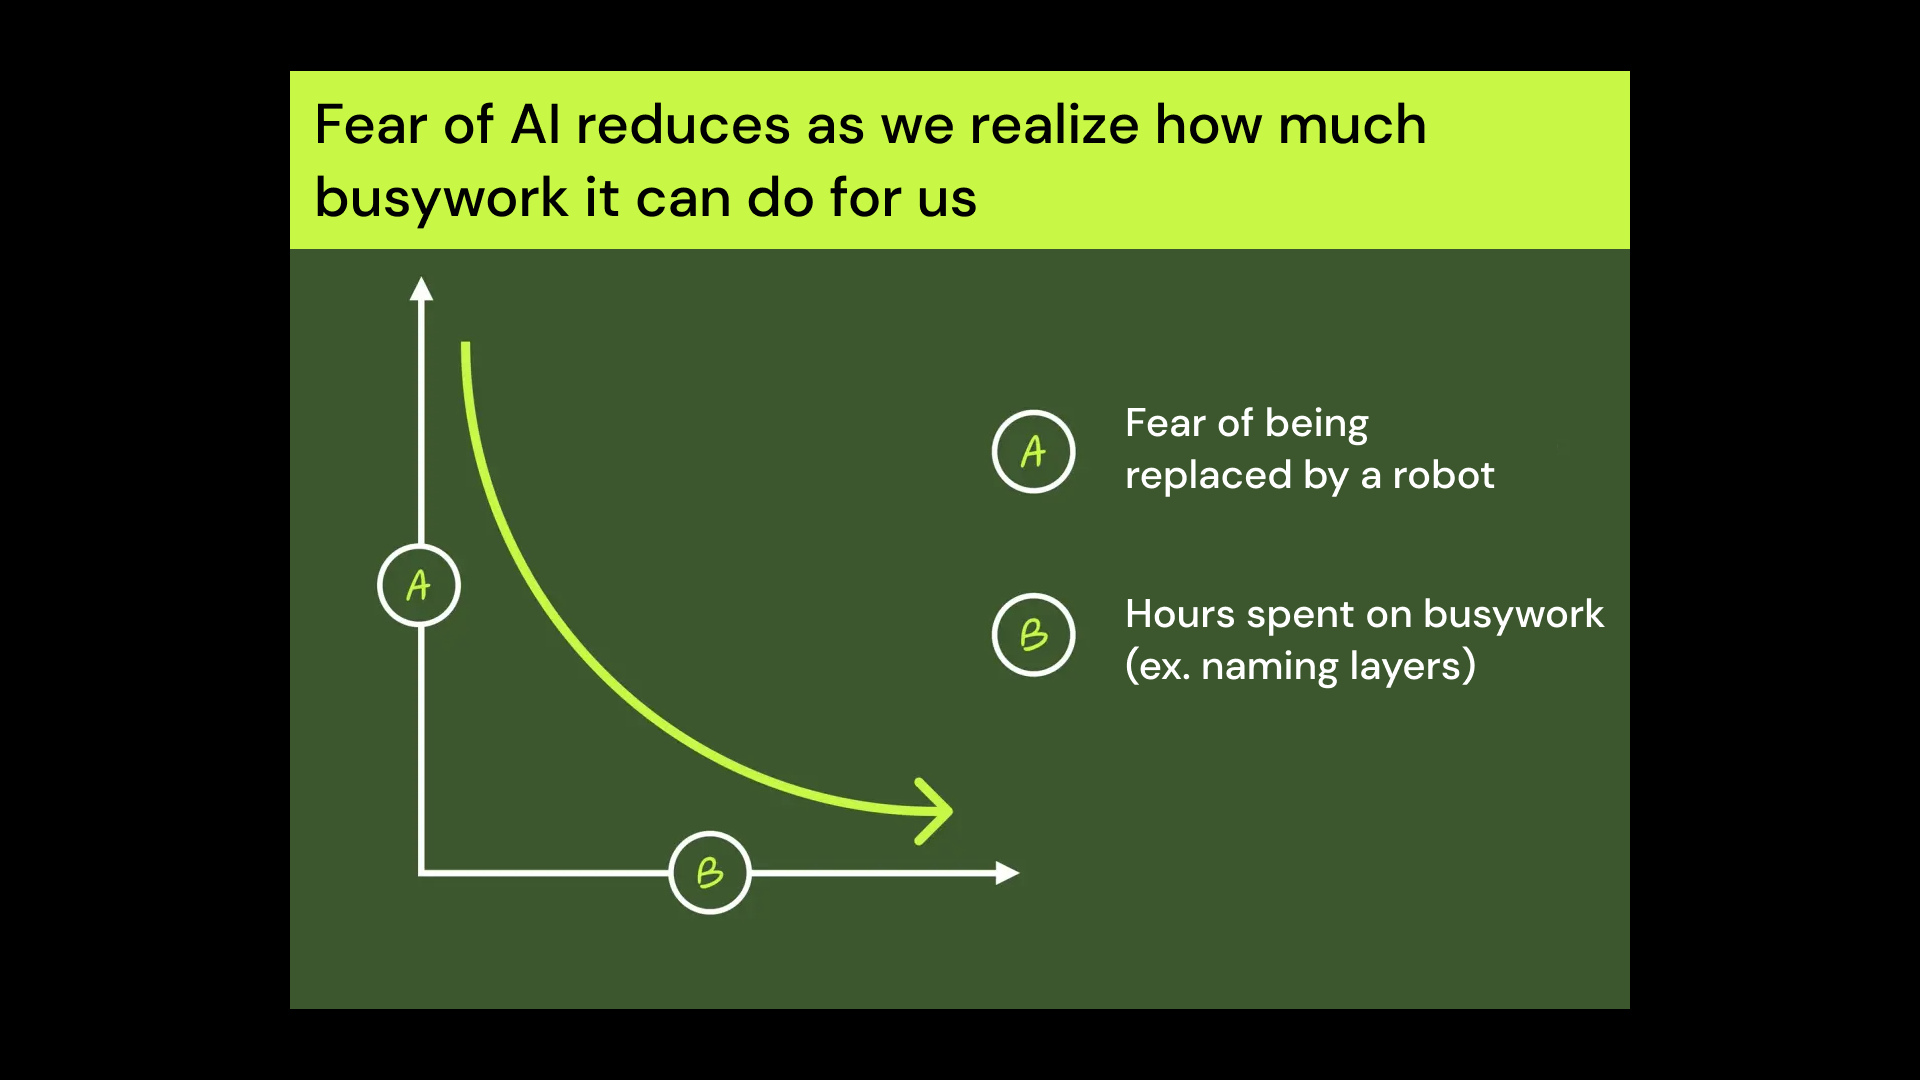 Fear of AI reduces as we realize how much
busywork it can do for us
A
Fear of being
replaced by a robot
A
B
Hours spent on busywork
(ex. naming layers)
B